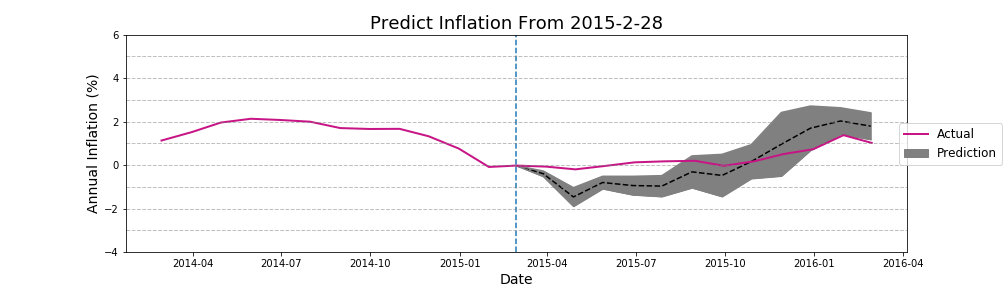 Predict Inflation From 2015-2-28
Annual Inflation (%)
6
4
2
0
−2
−4
2014-04 2014-07 2014-10 2015-01 2015-04 2015-07 2015-10 2016-01 2016-04
Date
Actual
Prediction